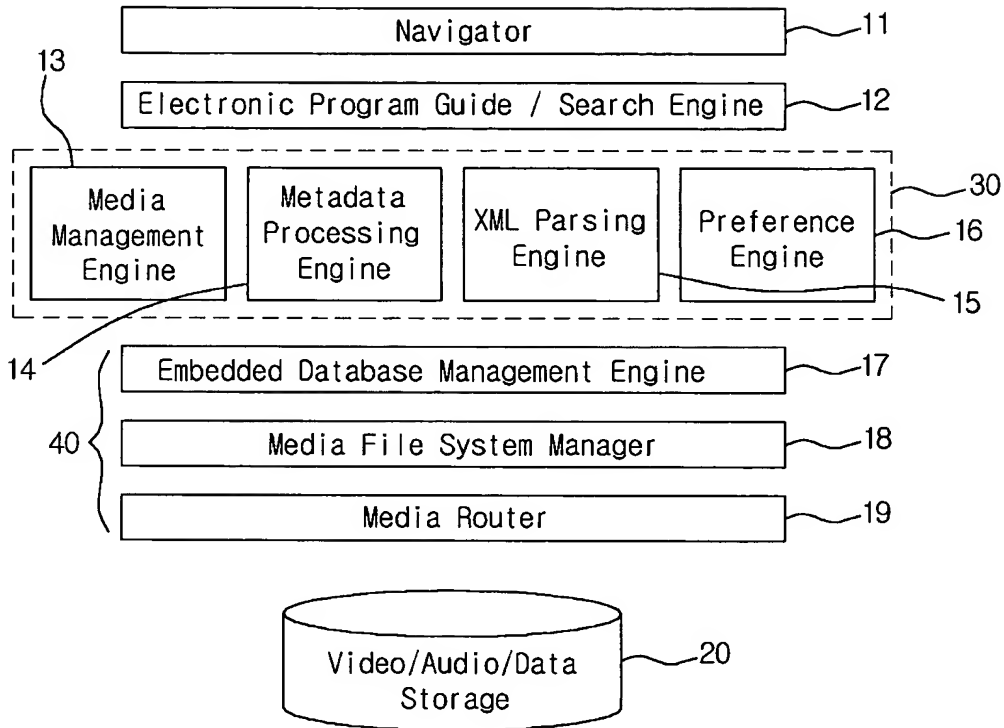 Navigator
11
13
Electronic Program Guide / Search Engine
12
Media
Management
Engine
Metadata
Processing
Engine
XML Parsing
Engine
Preference
Engine
30
16
15
14
Embedded Database Management Engine
17
40
Media File System Manager
18
Media Router
19
Video/Audio/Data
Storage
20